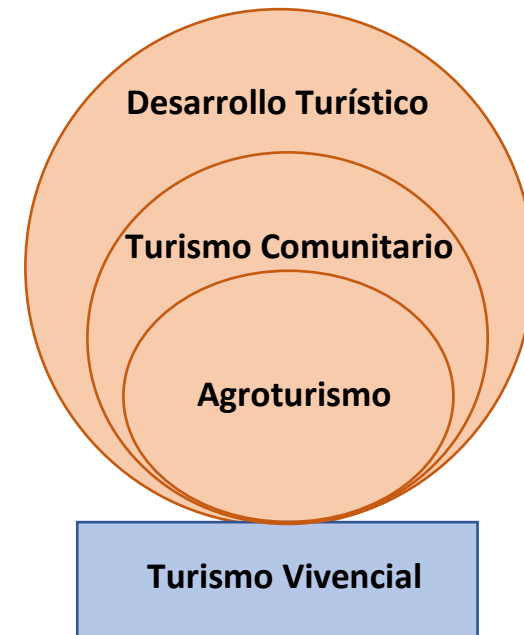 Desarrollo Turístico
Turismo Comunitario
Agroturismo
Turismo Vivencial